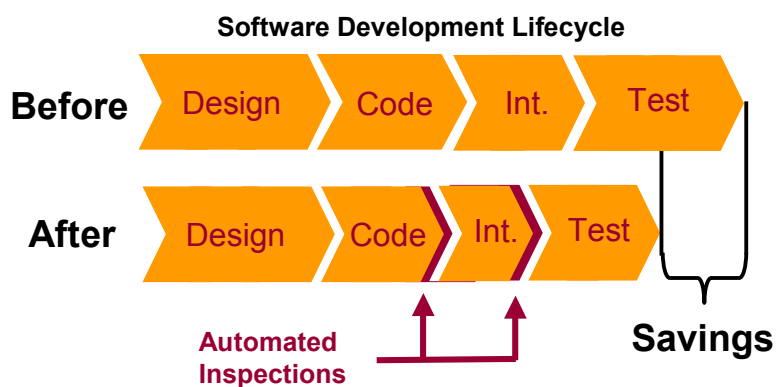 Software Development Lifecycle
Before
Design
Code
Int.
Test
After
Design
Code
Int.
Test
Savings
Automated
Inspections